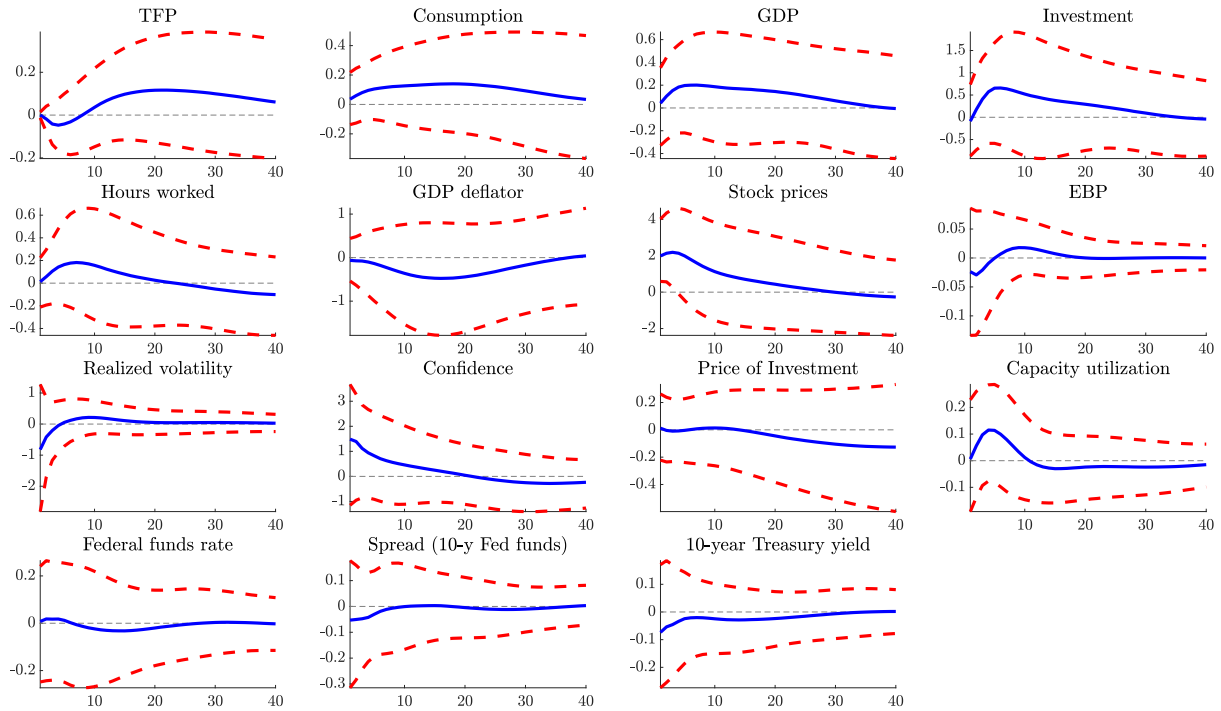 TFP Consumption GDP Investment
0.2 0.4 0.6 1.5
0.4 1
0.2 0.2 0.5
0 0 0 0
-0.2 -0.5
-0.2 -0.2 -0.4
10 20 30 40 10 20 30 40 10 20 30 40 10 20 30 40
Hours worked GDP deflator Stock prices EBP
0.6 1 4 0.05
0.4
0.2 0 2 0
0 -0.05
-0.2 -1 0
-0.4 -2 -0.1
10 20 30 40 10 20 30 40 10 20 30 40 10 20 30 40
Realized volatility Confidence Price of Investment Capacity utilization
1 3 0.2 0.2
0 2 0 0.1
-1 1 -0.2 0
-2 0 -0.4 -0.1
-1
10 20 30 40 10 20 30 40 10 20 30 40 10 20 30 40
Federal funds rate Spread (10-y Fed funds) 10-year Treasury yield
0.2 0.1 0.1
0 0 0
-0.1 -0.1
-0.2 -0.2 -0.2
-0.3
10 20 30 40 10 20 30 40 10 20 30 40